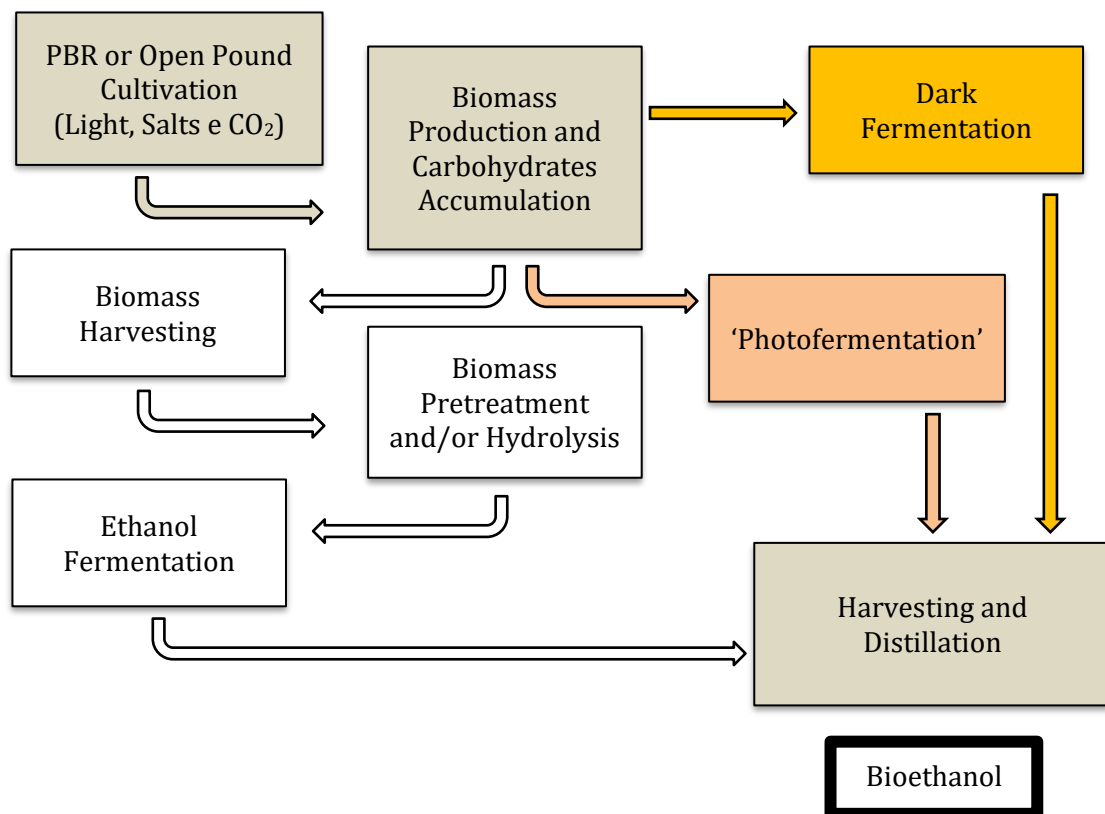 PBR or Open Pound
Cultivation
(Light, Salts e CO₂)
Biomass
Production and
Carbohydrates
Accumulation
Dark
Fermentation
Biomass
Harvesting
‘Photofermentation’
Biomass
Pretreatment
and/or Hydrolysis
Ethanol
Fermentation
Harvesting and
Distillation
Bioethanol